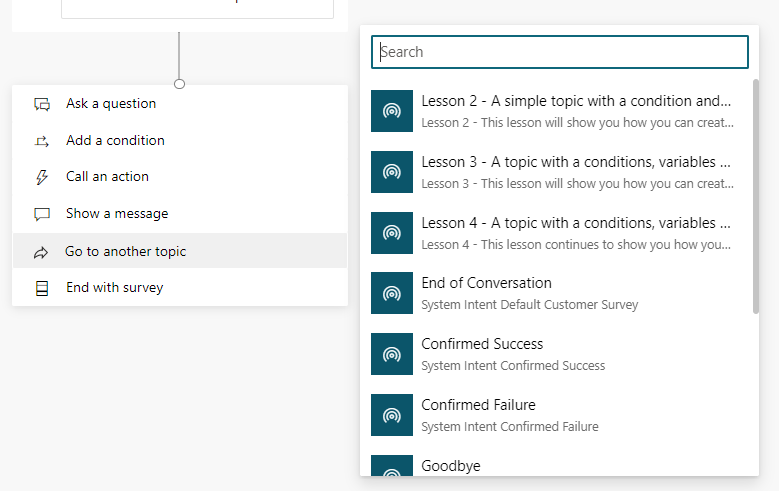 Ask a question
Add a condition
Call an action
Show a message
Go to another topic
End with survey
Search
Lesson 2 - A simple topic with a condition and...
Lesson 2 - This lesson will show you how you can creat...
Lesson 3 - A topic with a conditions, variables ...
Lesson 3 - This lesson will show you how you can creat...
Lesson 4 - A topic with a conditions, variables ...
Lesson 4 - This lesson continues to show you how you...
End of Conversation
System Intent Default Customer Survey
Confirmed Success
System Intent Confirmed Success
Confirmed Failure
System Intent Confirmed Failure
Goodbye